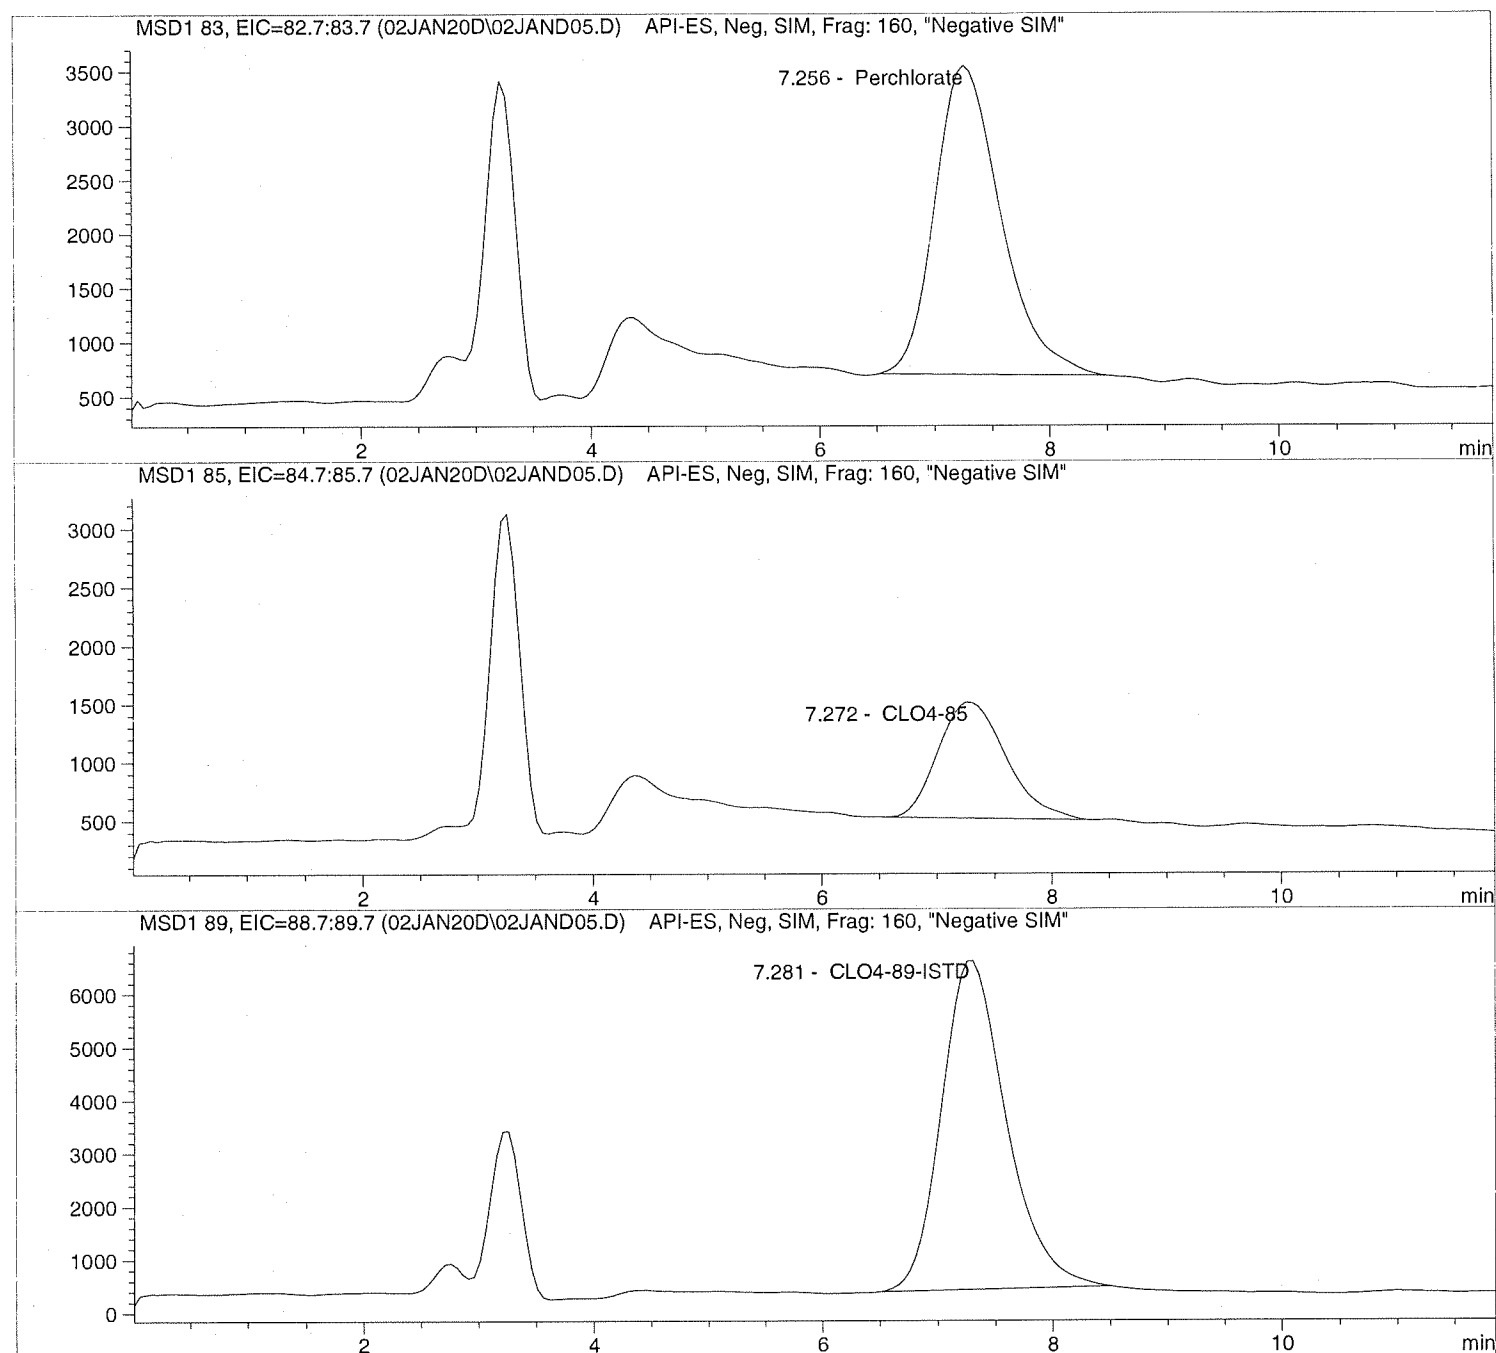 MSD1 83, EIC=82.7:83.7 (02JAN20D\02JAND05.D) API-ES, Neg, SIM, Frag: 160, "Negative SIM"
3500
7.256 - Perchlorate
3000
2500
2000
1500
1000
500
2 4 6 8 10 min
MSD1 85, EIC=84.7:85.7 (02JAN20D\02JAND05.D) API-ES, Neg, SIM, Frag: 160, "Negative SIM"
3000
2500
2000
1500
7.272 - CLO4-85
1000
500
2 4 6 8 10 min
MSD1 89, EIC=88.7:89.7 (02JAN20D\02JAND05.D) API-ES, Neg, SIM, Frag: 160, "Negative SIM"
7.281 - CLO4-89-ISTD
6000
5000
4000
3000
2000
1000
0
2 4 6 8 10 min